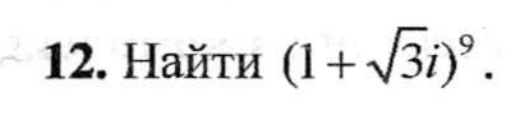 12. Найти (1 + √3i)⁹.